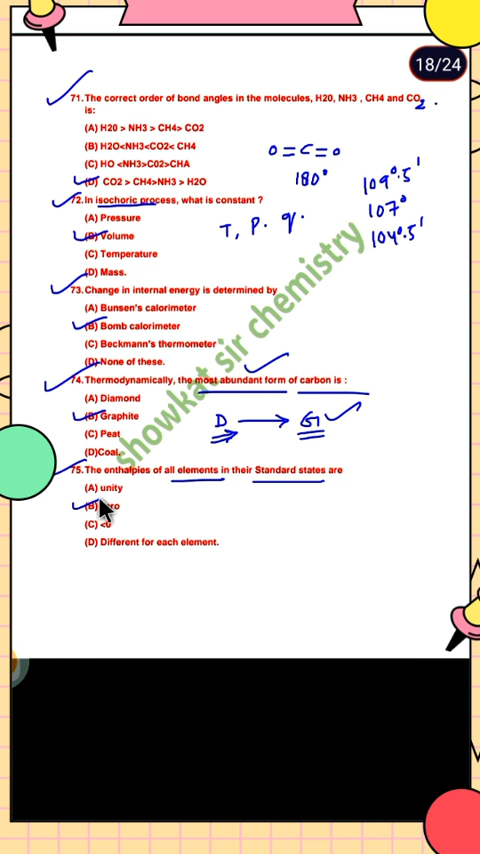 18/24
71. The correct order of bond angles in the molecules, H20, NH3 , CH4 and CO2.
is:
(A) H20 > NH3 > CH4> CO2
(B) H2O<NH3<CO2< CH4
(C) HO <NH3>C02>CHA
(D) CO2 > CH4>NH3 > H2O
O=C=O
180°
109°.5'
107°
104°.5'
72. In isochoric process, what is constant ?
(A) Pressure
(B) Volume
(C) Temperature
(D) Mass.
T, P. q.
73. Change in internal energy is determined by
(A) Bunsen's calorimeter
(B) Bomb calorimeter
(C) Beckmann's thermometer
(D) None of these.
74. Thermodynamically, the most abundant form of carbon is :
(A) Diamond
(B) Graphite
(C) Peat
(D)Coal.
D → G
75. The enthalpies of all elements in their Standard states are
(A) unity
(B)
(C) <0
(D) Different for each element.
showkat sir chemistry